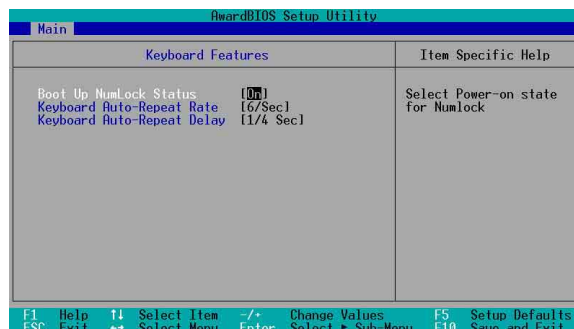 AwardBIOS Setup Utility
Main
Keyboard Features
Item Specific Help
Boot Up NumLock Status [On]
Keyboard Auto-Repeat Rate [6/Sec]
Keyboard Auto-Repeat Delay [1/4 Sec]
Select Power-on state
for Numlock
F1 Help ↑↓ Select Item -/+ Change Values F5 Setup Defaults
ESC Exit ←→ Select Menu Enter Select ▶ Sub-Menu F10 Save and Exit